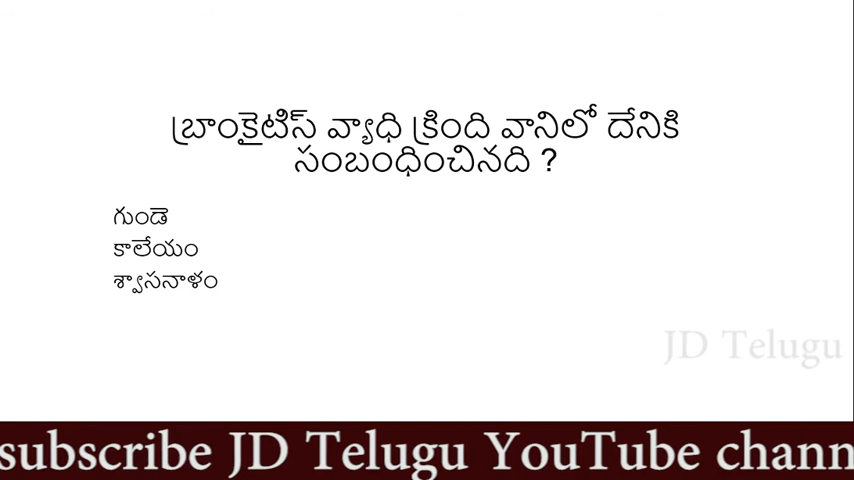 బ్రాంకైటిస్ వ్యాధి క్రింది వానిలో దేనికి
సంబంధించినది ?
గుండె
కాలేయం
శ్వాసనాళం
JD Telugu
subscribe JD Telugu YouTube chann